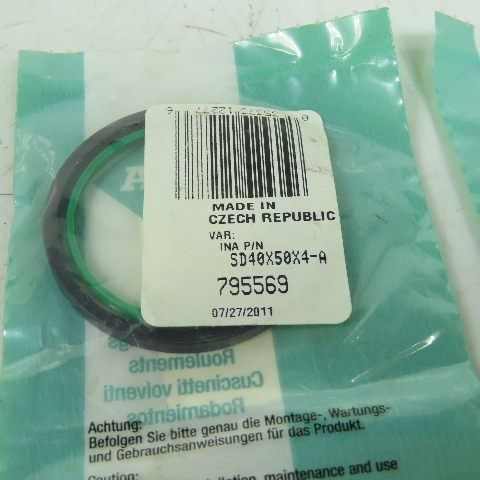 MADE IN
CZECH REPUBLIC
VAR:
INA P/N
SD40X50X4-A
795569
07/27/2011
Roulements
Cuscinetti volventi
Rodamientos
Achtung:
Befolgen Sie bitte genau die Montage-, Wartungs-
und Gebrauchsanweisungen für das Produkt.
Caution:
maintenance and use